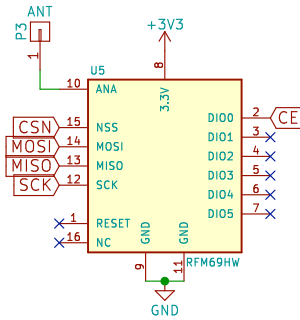 ANT
P3
1
+3V3
8
U5
10 ANA
3.3V
CSN 15 NSS
MOSI 14 MOSI
MISO 13 MISO
SCK 12 SCK
1 RESET
16 NC
DIO0 2 CE
DIO1 3
DIO2 4
DIO3 5
DIO4 6
DIO5 7
GND GND
9 11 RFM69HW
GND